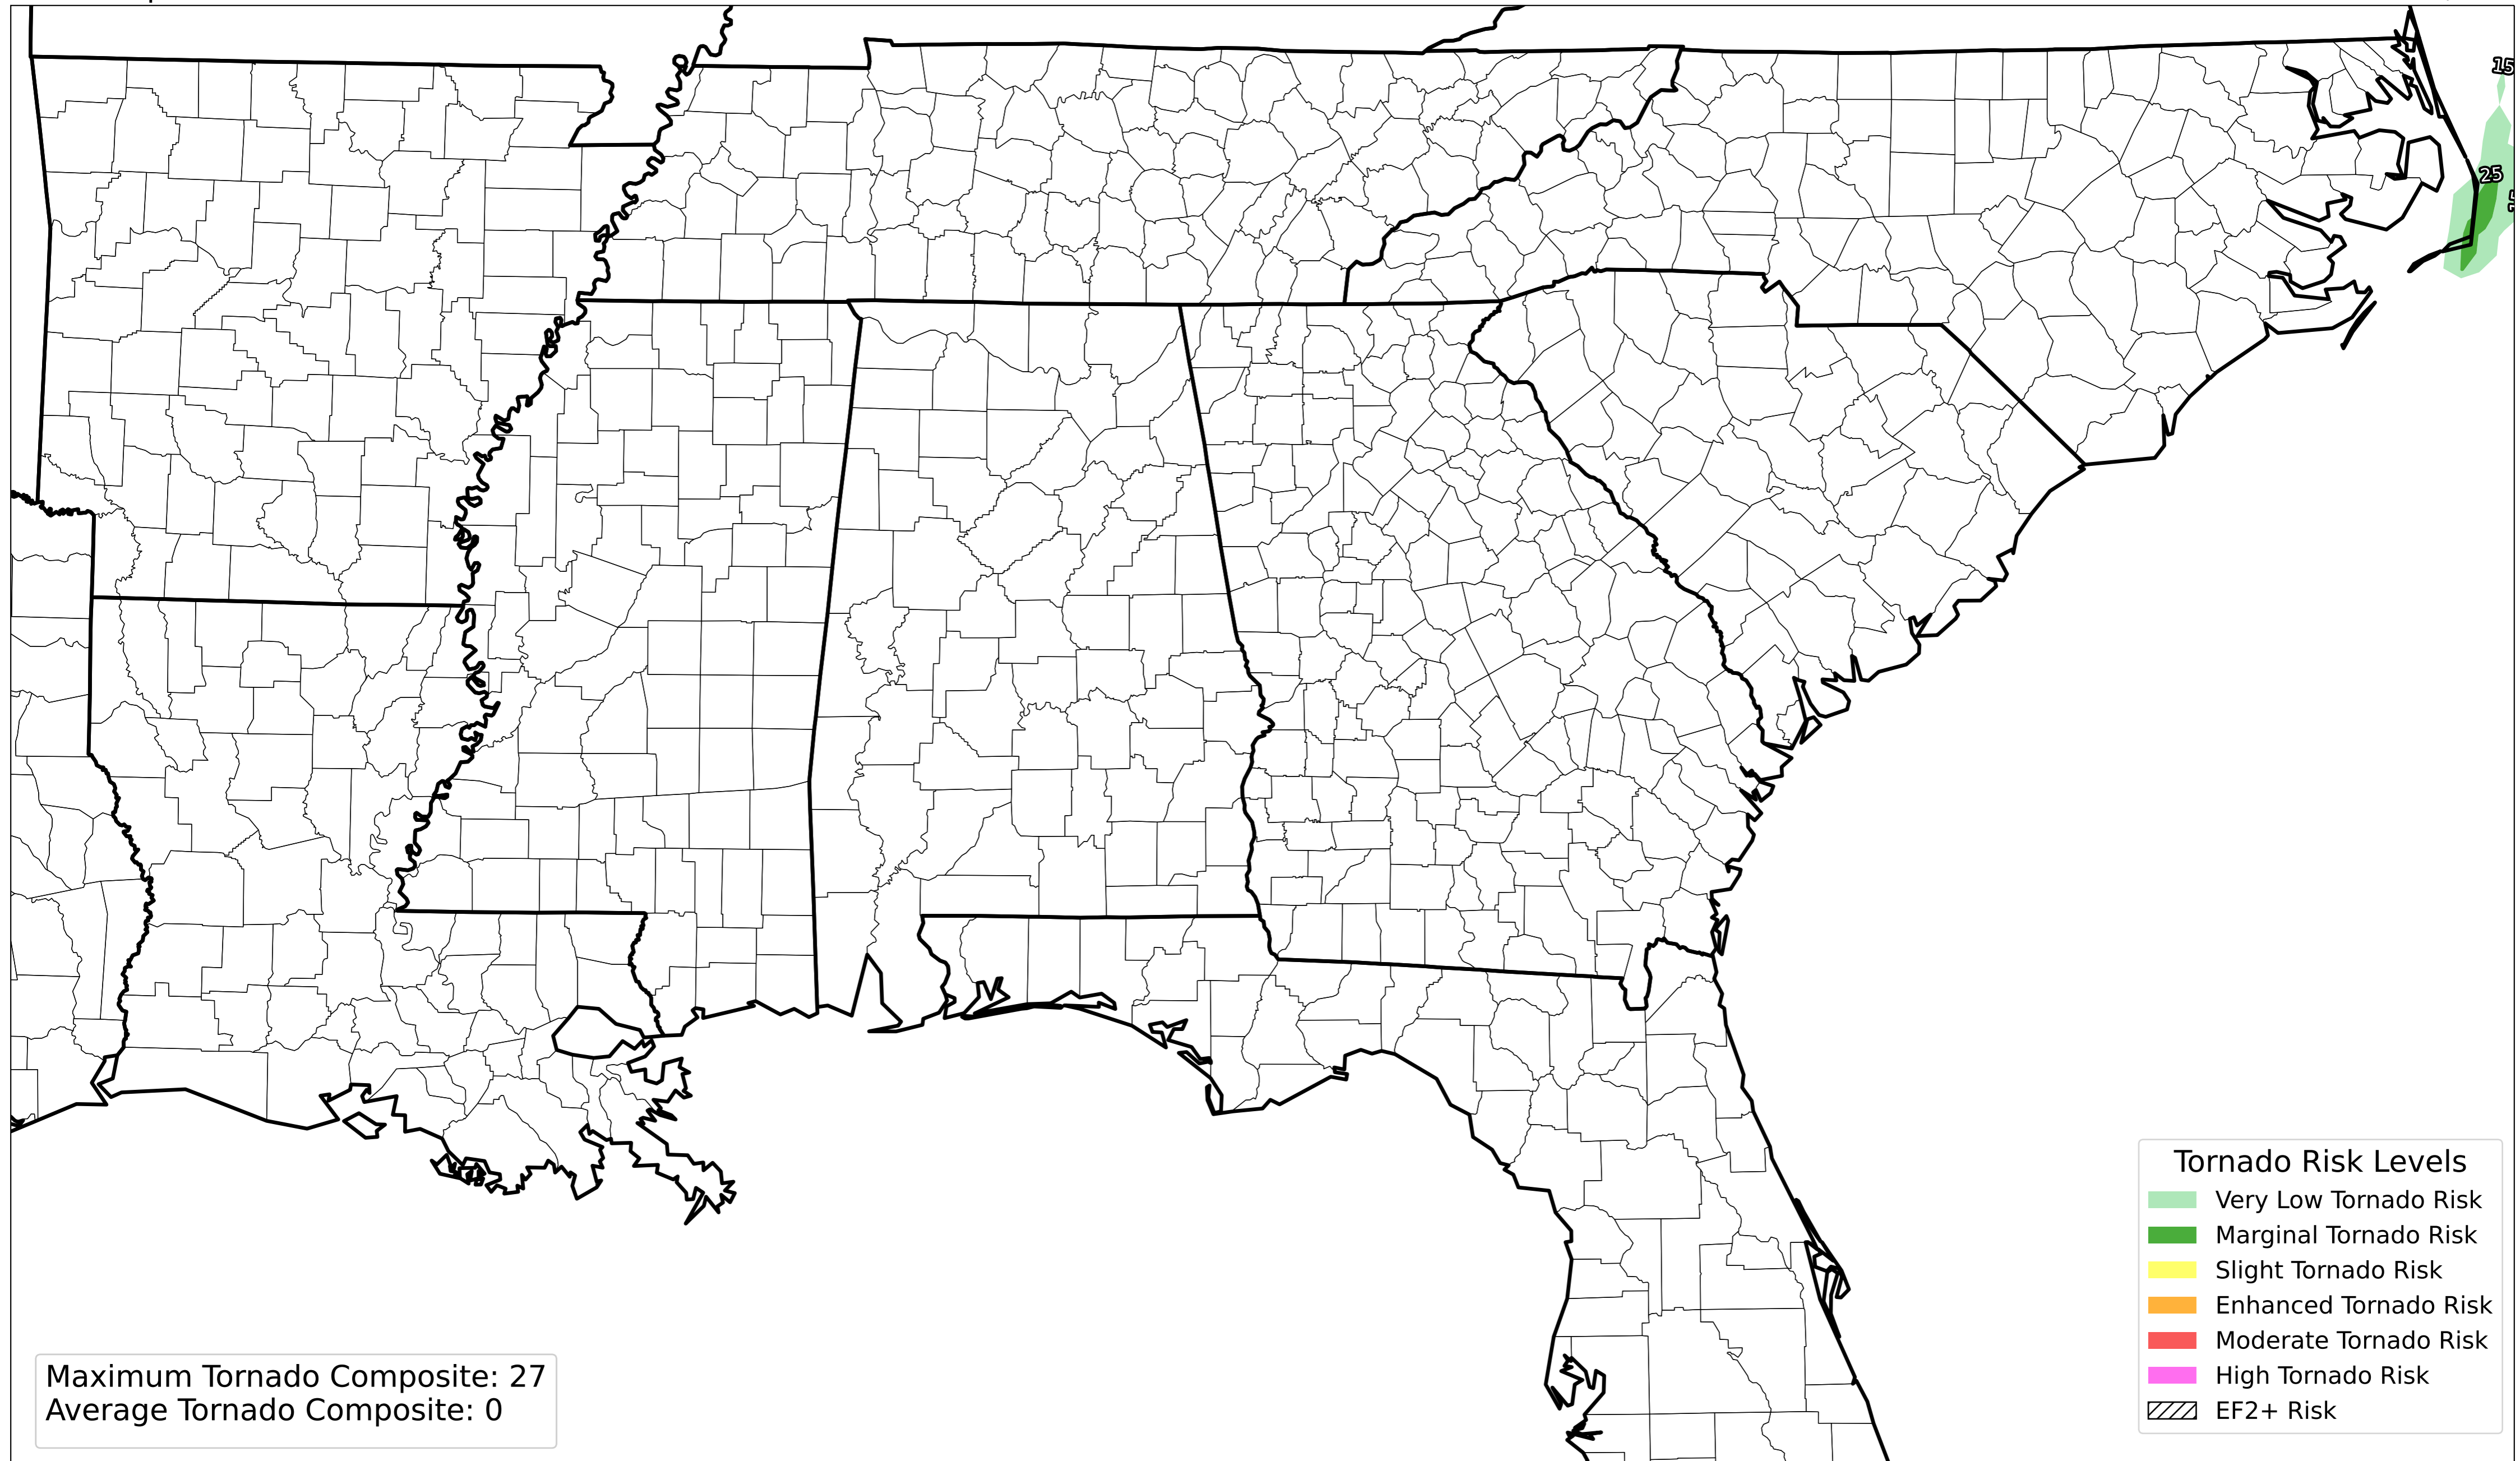 15
25
Tornado Risk Levels
Very Low Tornado Risk
Marginal Tornado Risk
Slight Tornado Risk
Enhanced Tornado Risk
Moderate Tornado Risk
High Tornado Risk
EF2+ Risk
Maximum Tornado Composite: 27
Average Tornado Composite: 0